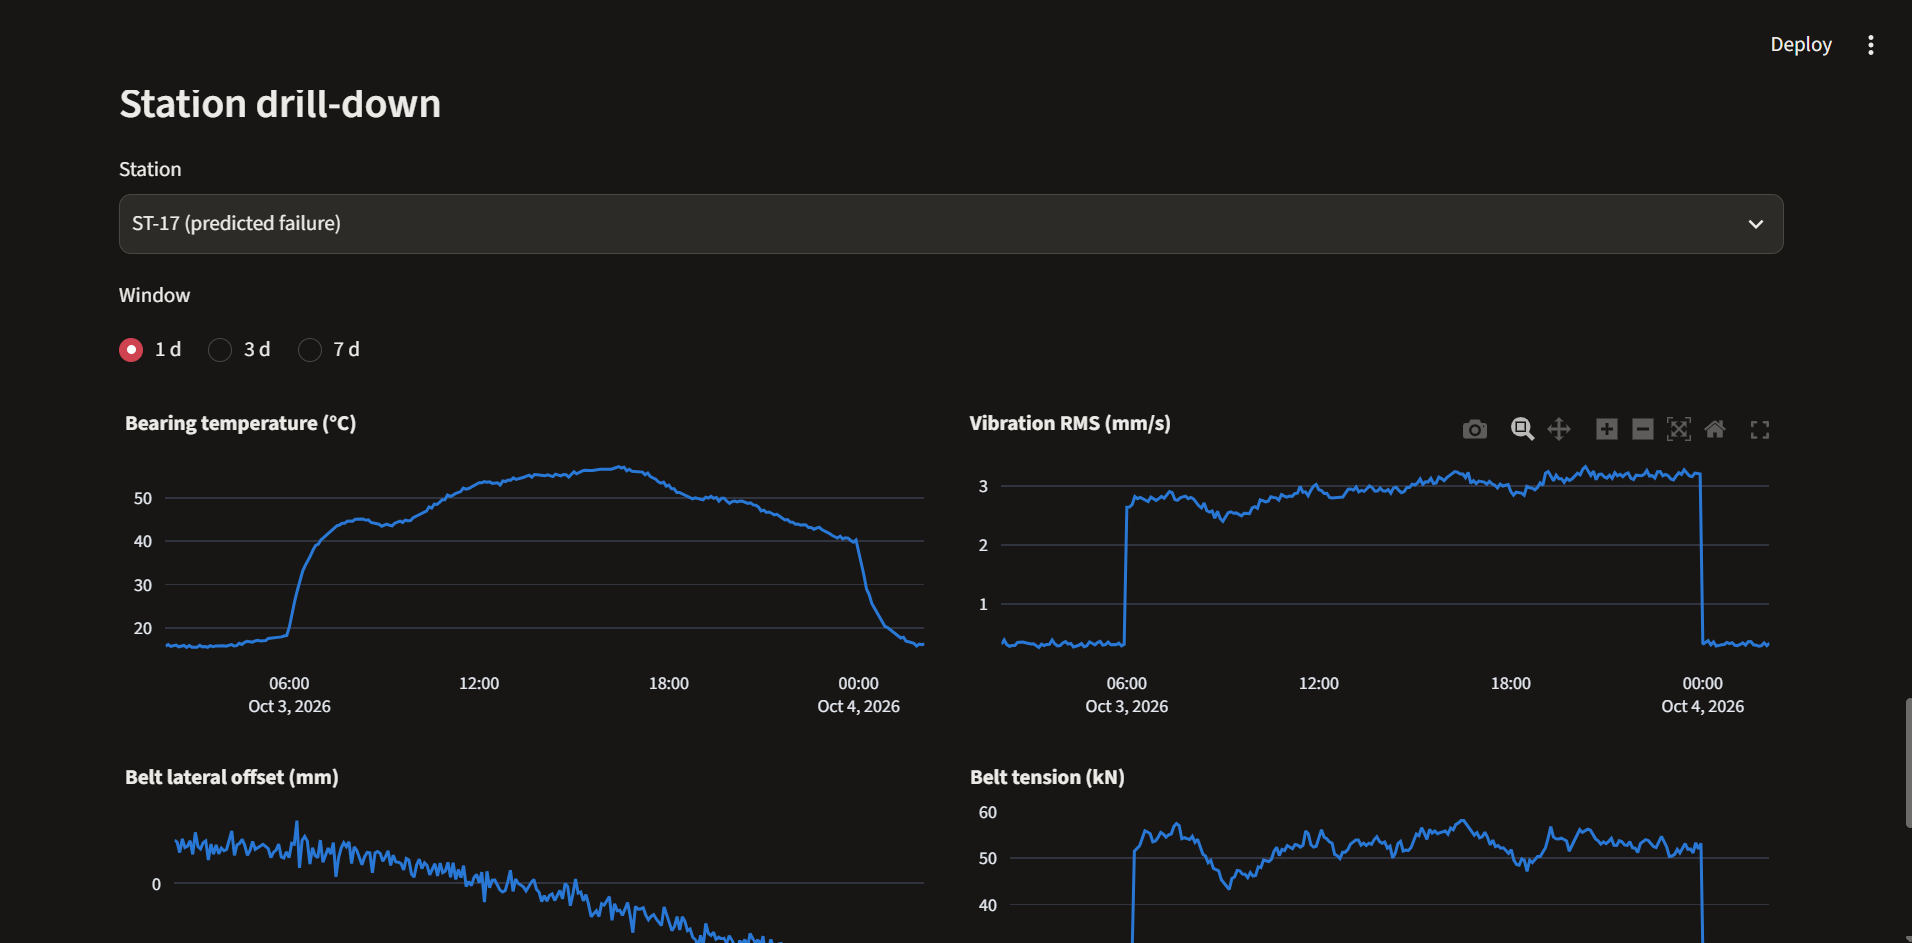 Deploy
Station drill-down
Station
ST-17 (predicted failure)
Window
1 d 3 d 7 d
Bearing temperature (°C)
50
40
30
20
06:00 12:00 18:00 00:00
Oct 3, 2026 Oct 4, 2026
Vibration RMS (mm/s)
3
2
1
06:00 12:00 18:00 00:00
Oct 3, 2026 Oct 4, 2026
Belt lateral offset (mm)
0
Belt tension (kN)
60
50
40